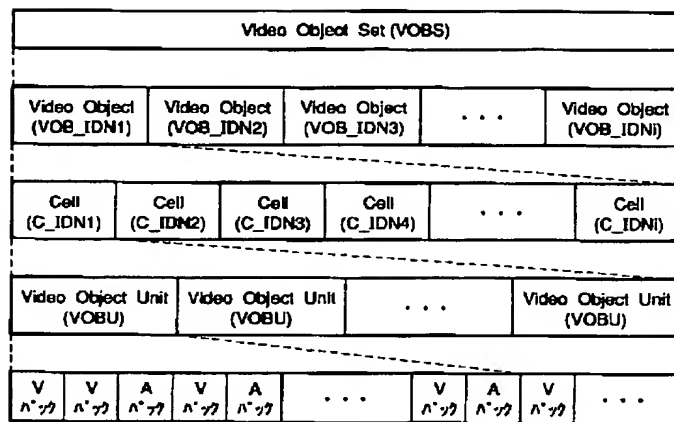 Video Object Set (VOBS)
Video Object Video Object Video Object ・・・ Video Object
(VOB_IDN1) (VOB_IDN2) (VOB_IDN3) (VOB_IDNi)
Cell Cell Cell Cell ・・・ Cell
(C_IDN1) (C_IDN2) (C_IDN3) (C_IDN4) (C_IDNi)
Video Object Unit Video Object Unit ・・・ Video Object Unit
(VOBU) (VOBU) (VOBU)
V V A V A ・・・ V A V ・・・
パック パック パック パック パック パック パック パック